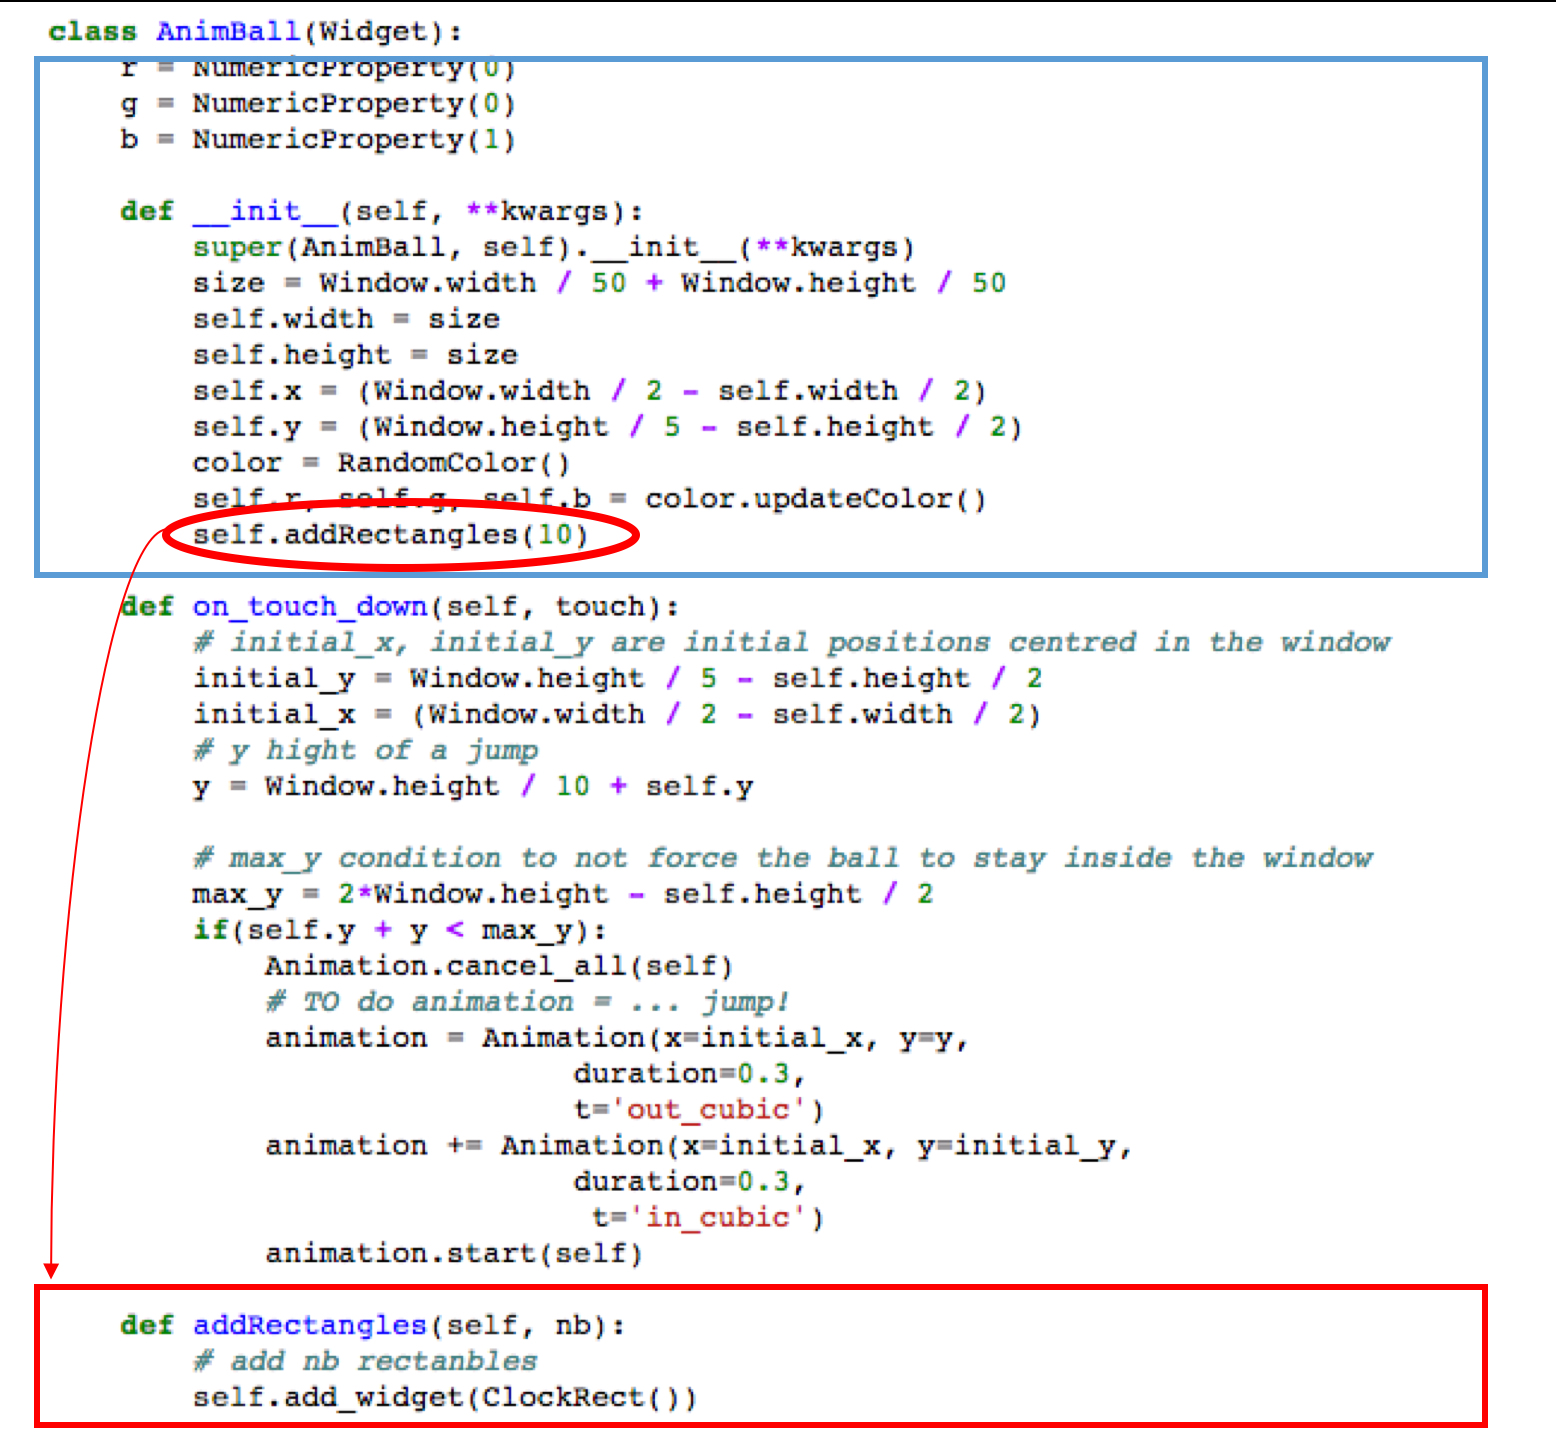 class AnimBall(Widget):
    r = NumericProperty(0)
    g = NumericProperty(0)
    b = NumericProperty(1)

    def __init__(self, **kwargs):
        super(AnimBall, self).__init__(**kwargs)
        size = Window.width / 50 + Window.height / 50
        self.width = size
        self.height = size
        self.x = (Window.width / 2 - self.width / 2)
        self.y = (Window.height / 5 - self.height / 2)
        color = RandomColor()
        self.r, self.g, self.b = color.updateColor()
        self.addRectangles(10)

    def on_touch_down(self, touch):
        # initial_x, initial_y are initial positions centred in the window
        initial_y = Window.height / 5 - self.height / 2
        initial_x = (Window.width / 2 - self.width / 2)
        # y hight of a jump
        y = Window.height / 10 + self.y

        # max_y condition to not force the ball to stay inside the window
        max_y = 2*Window.height - self.height / 2
        if(self.y + y < max_y):
            Animation.cancel_all(self)
            # TO do animation = ... jump!
            animation = Animation(x=initial_x, y=y,
                             duration=0.3,
                             t='out_cubic')
            animation += Animation(x=initial_x, y=initial_y,
                             duration=0.3,
                              t='in_cubic')
            animation.start(self)

    def addRectangles(self, nb):
        # add nb rectanbles
        self.add_widget(ClockRect())